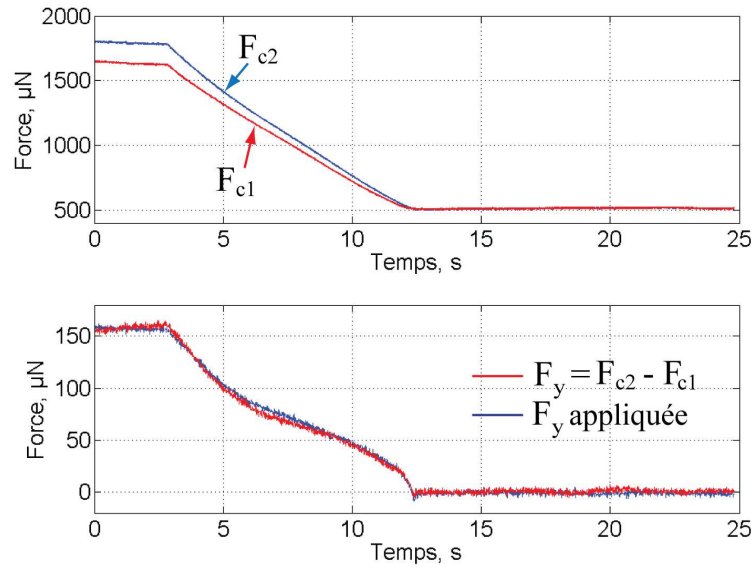 2000
1500
1000
500
Force, µN
F_c2
F_c1
0 5 10 15 20 25
Temps, s
150
100
50
0
Force, µN
F_y = F_c2 - F_c1
F_y appliquée
0 5 10 15 20 25
Temps, s